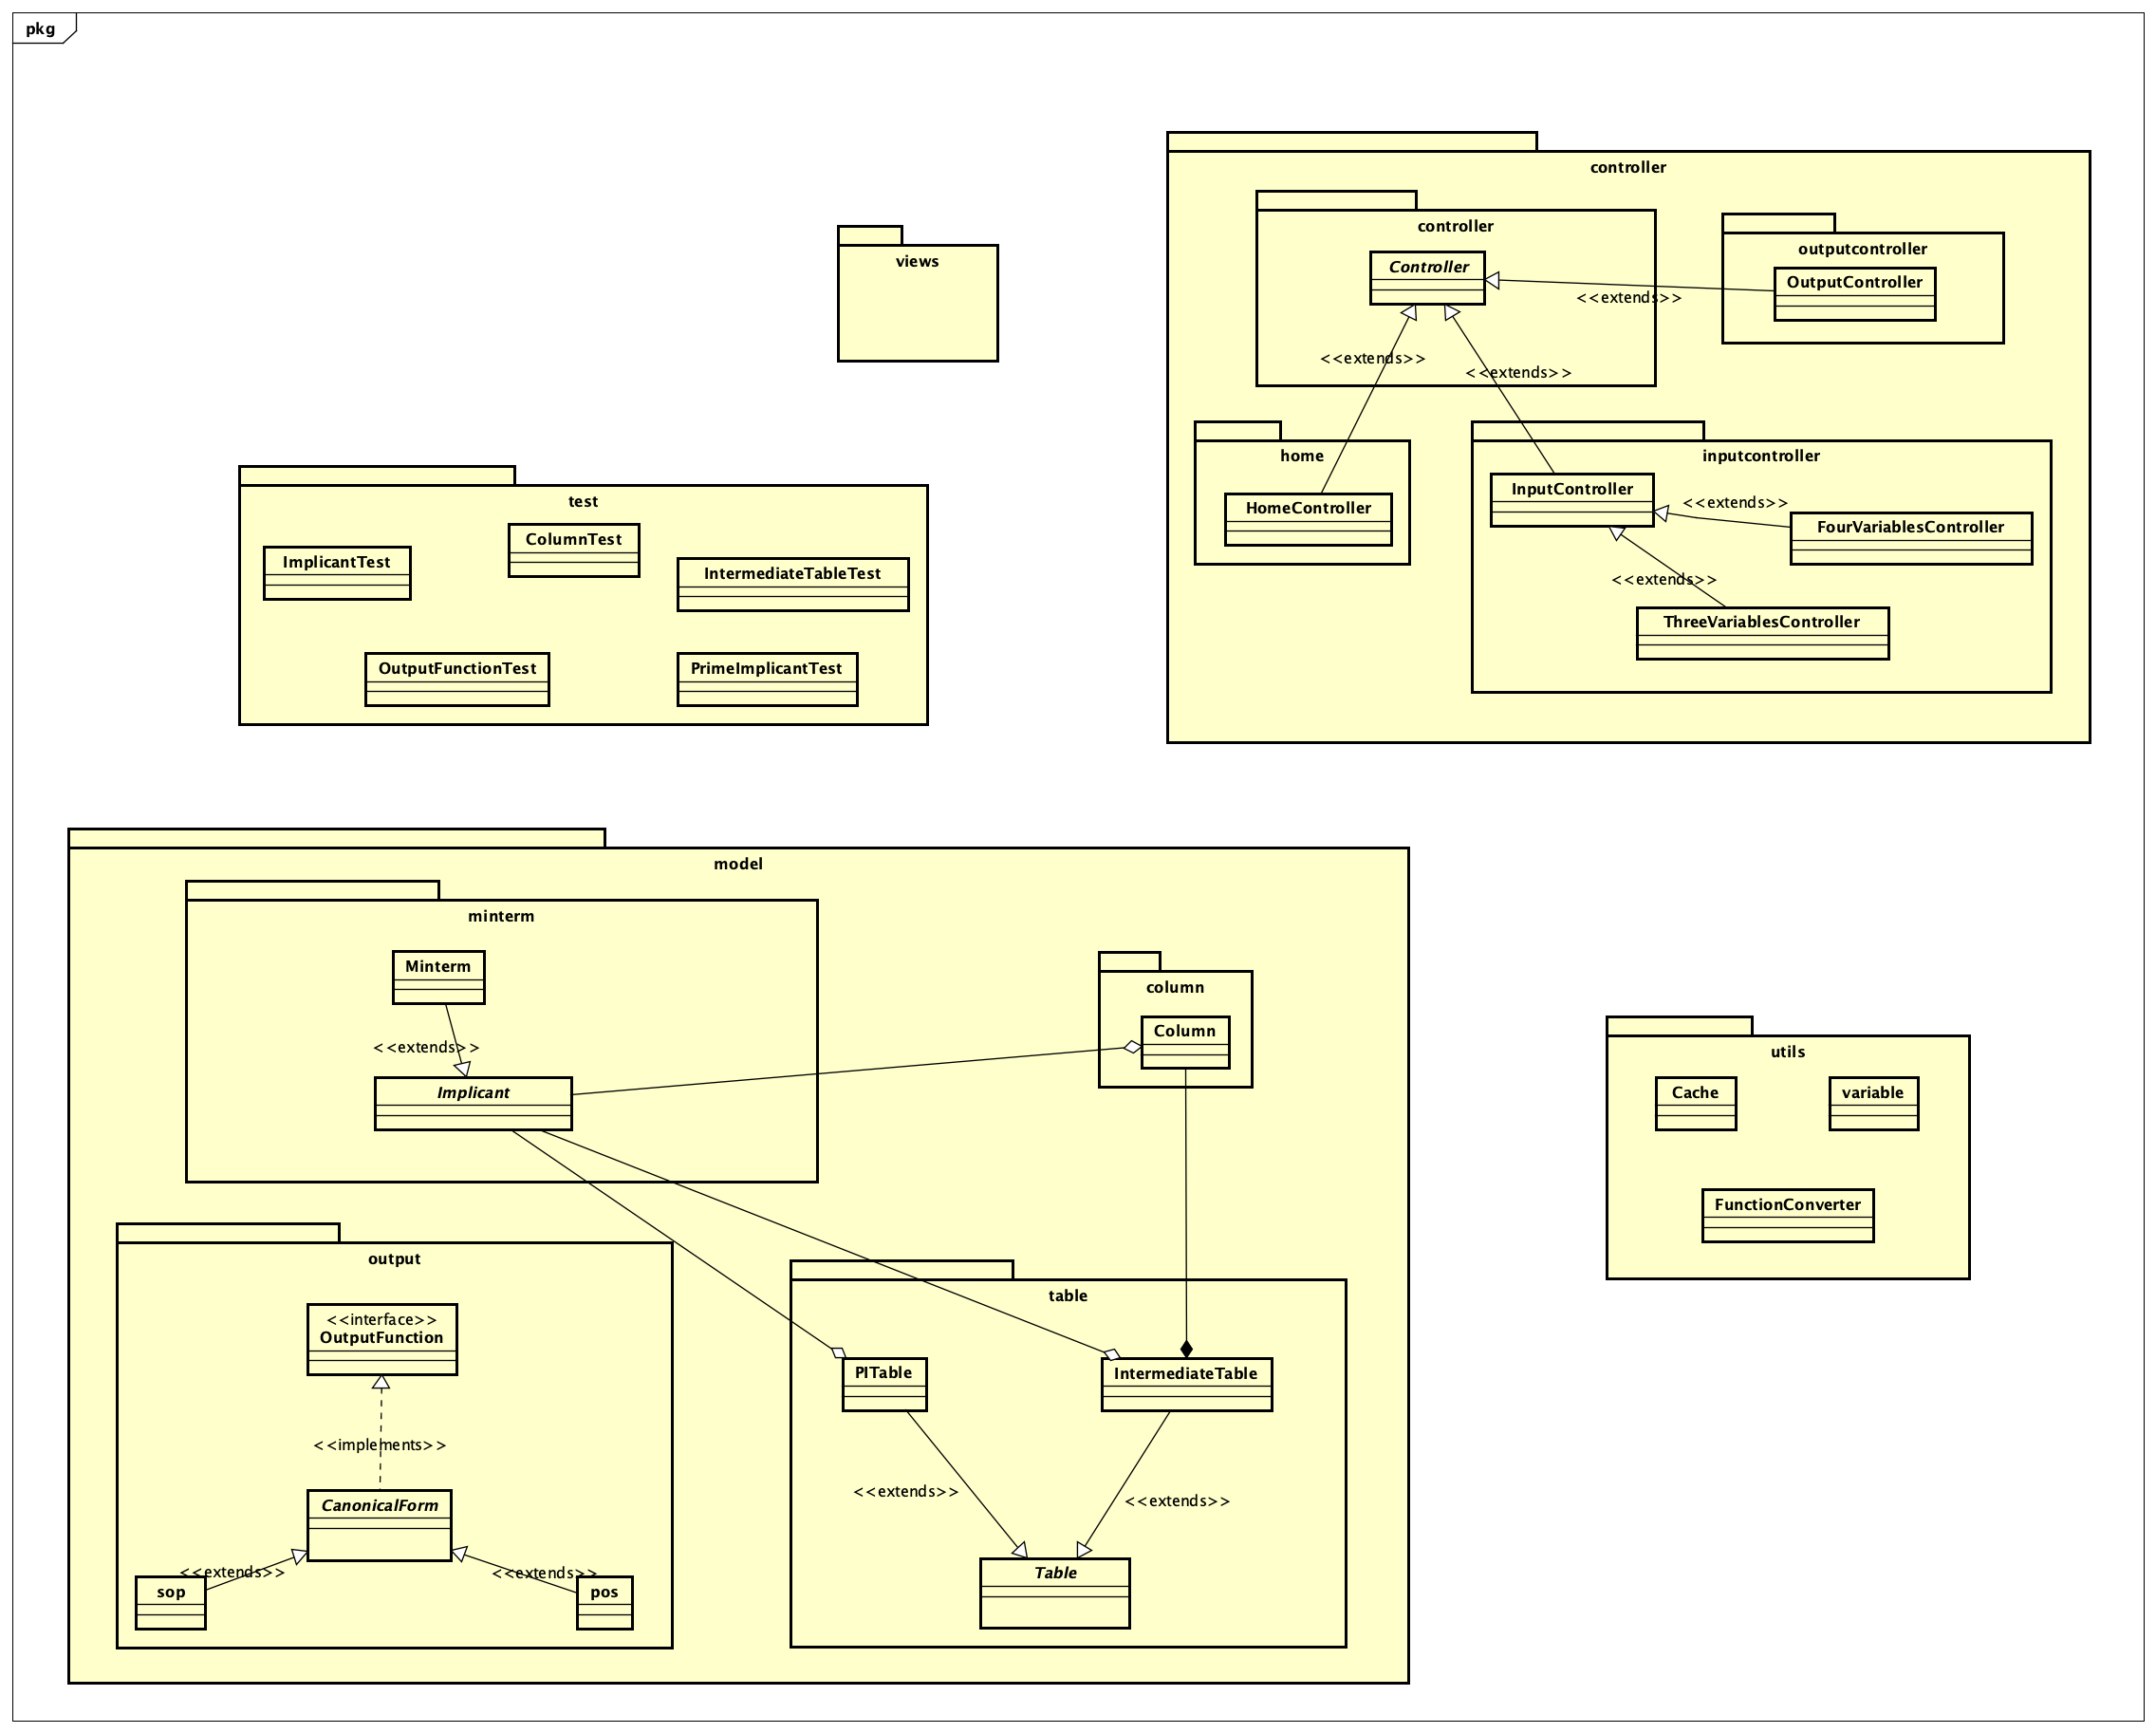 pkg
controller
controller
Controller
outputcontroller
OutputController
<<extends>>
<<extends>>
<<extends>>
views
home
HomeController
inputcontroller
InputController
<<extends>>
FourVariablesController
<<extends>>
ThreeVariablesController
test
ImplicantTest
ColumnTest
IntermediateTableTest
OutputFunctionTest
PrimeImplicantTest
model
minterm
Minterm
<<extends>>
Implicant
column
Column
utils
Cache
variable
FunctionConverter
output
<<interface>>
OutputFunction
<<implements>>
CanonicalForm
<<extends>>
<<extends>>
sop
pos
table
PITable
IntermediateTable
<<extends>>
<<extends>>
Table